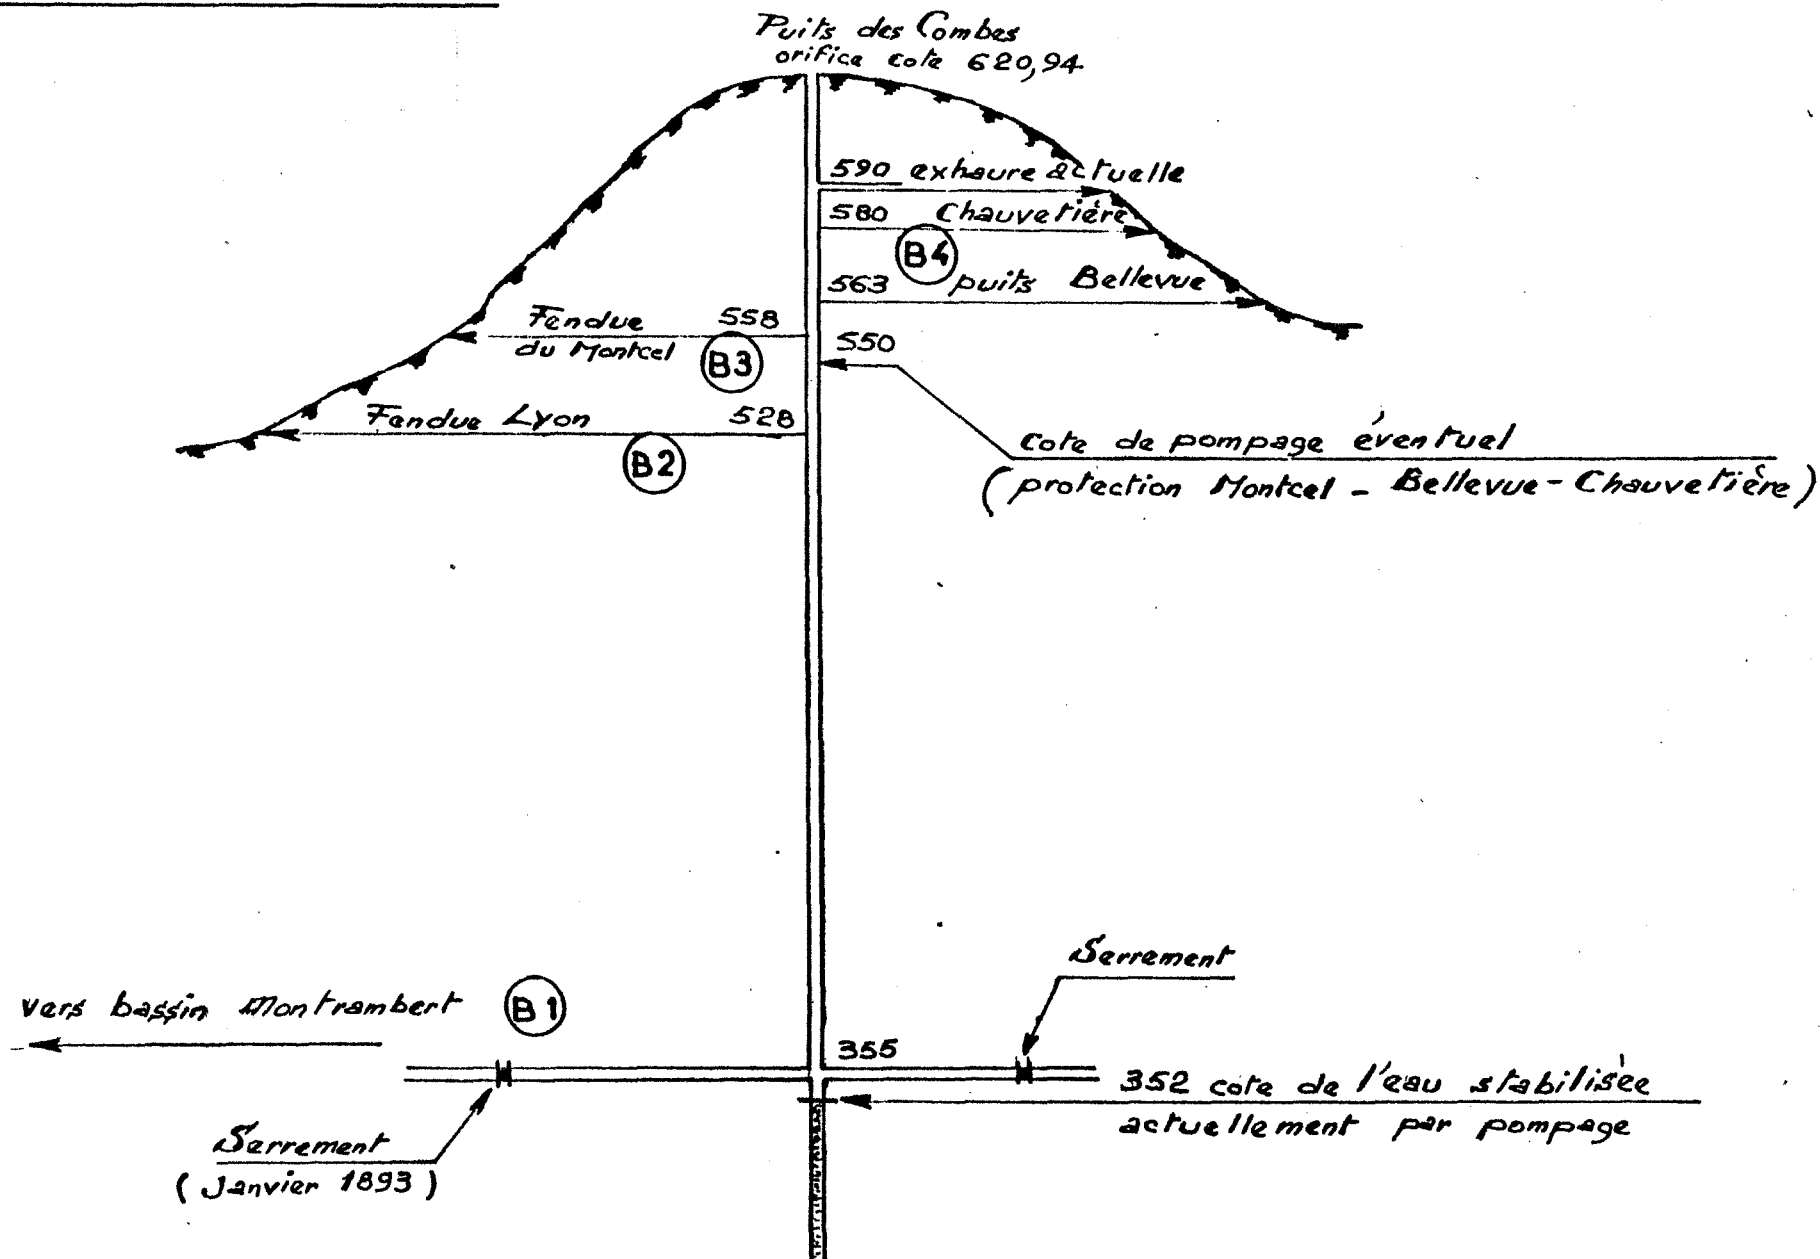 Puits des Combes
orifice cote 620,94
590 exhaure actuelle
580 Chauvetière
B4
563 puits Bellevue
Fendue 558
du Montcel
B3
550
Fendue Lyon 528
B2
cote de pompage éventuel
(protection Montcel - Bellevue - Chauvetière)
Serrement
vers bassin Montrambert
B1
355
352 cote de l'eau stabilisée
actuellement par pompage
Serrement
(Janvier 1893)